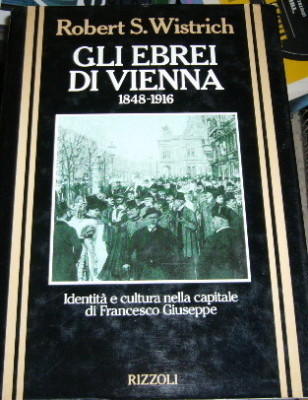 Robert S. Wistrich
GLI EBREI
DI VIENNA
1848-1916
Identità e cultura nella capitale
di Francesco Giuseppe
RIZZOLI